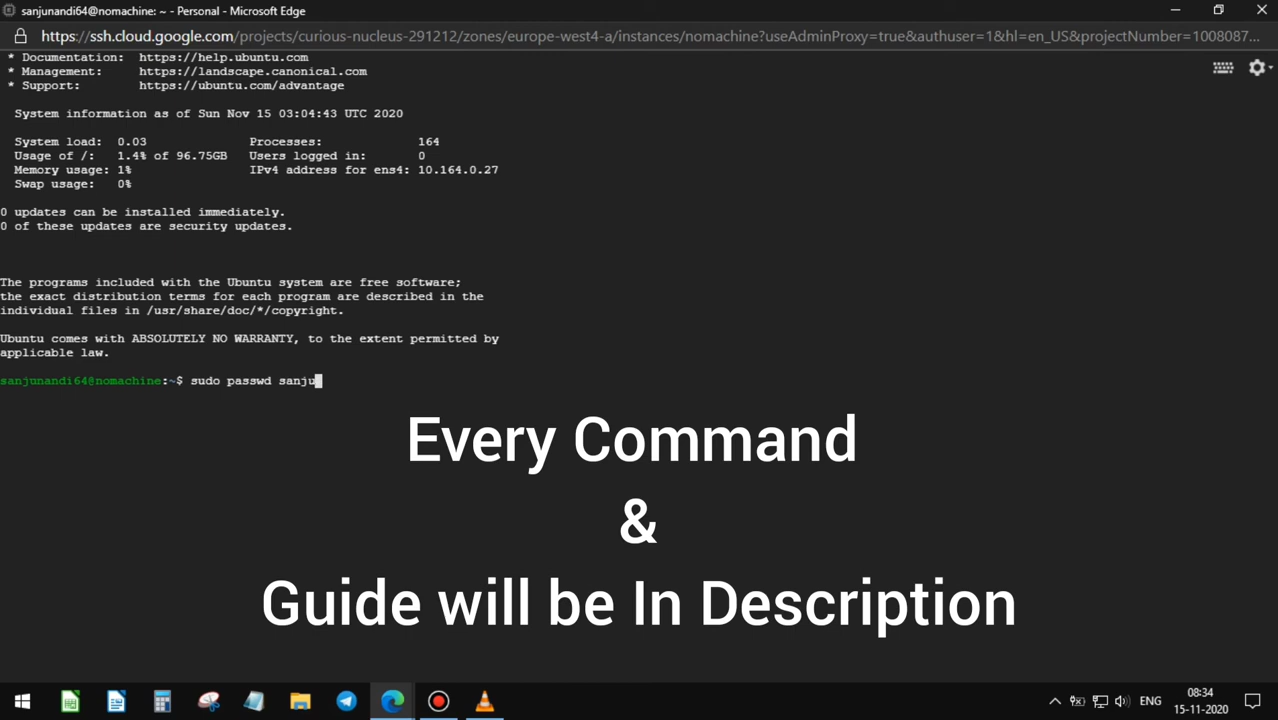 sanjunandi64@nomachine: ~ - Personal - Microsoft Edge
https://ssh.cloud.google.com/projects/curious-nucleus-291212/zones/europe-west4-a/instances/nomachine?useAdminProxy=true&authuser=1&hl=en_US&projectNumber=1008087...
* Documentation:  https://help.ubuntu.com
* Management:     https://landscape.canonical.com
* Support:        https://ubuntu.com/advantage
System information as of Sun Nov 15 03:04:43 UTC 2020
System load:  0.03               Processes:             164
Usage of /:   1.4% of 96.75GB   Users logged in:       0
Memory usage: 1%                 IPv4 address for ens4: 10.164.0.27
Swap usage:   0%
0 updates can be installed immediately.
0 of these updates are security updates.
The programs included with the Ubuntu system are free software;
the exact distribution terms for each program are described in the
individual files in /usr/share/doc/*/copyright.
Ubuntu comes with ABSOLUTELY NO WARRANTY, to the extent permitted by
applicable law.
sanjunandi64@nomachine:~$ sudo passwd sanju
Every Command
&
Guide will be In Description
ENG
08:34
15-11-2020